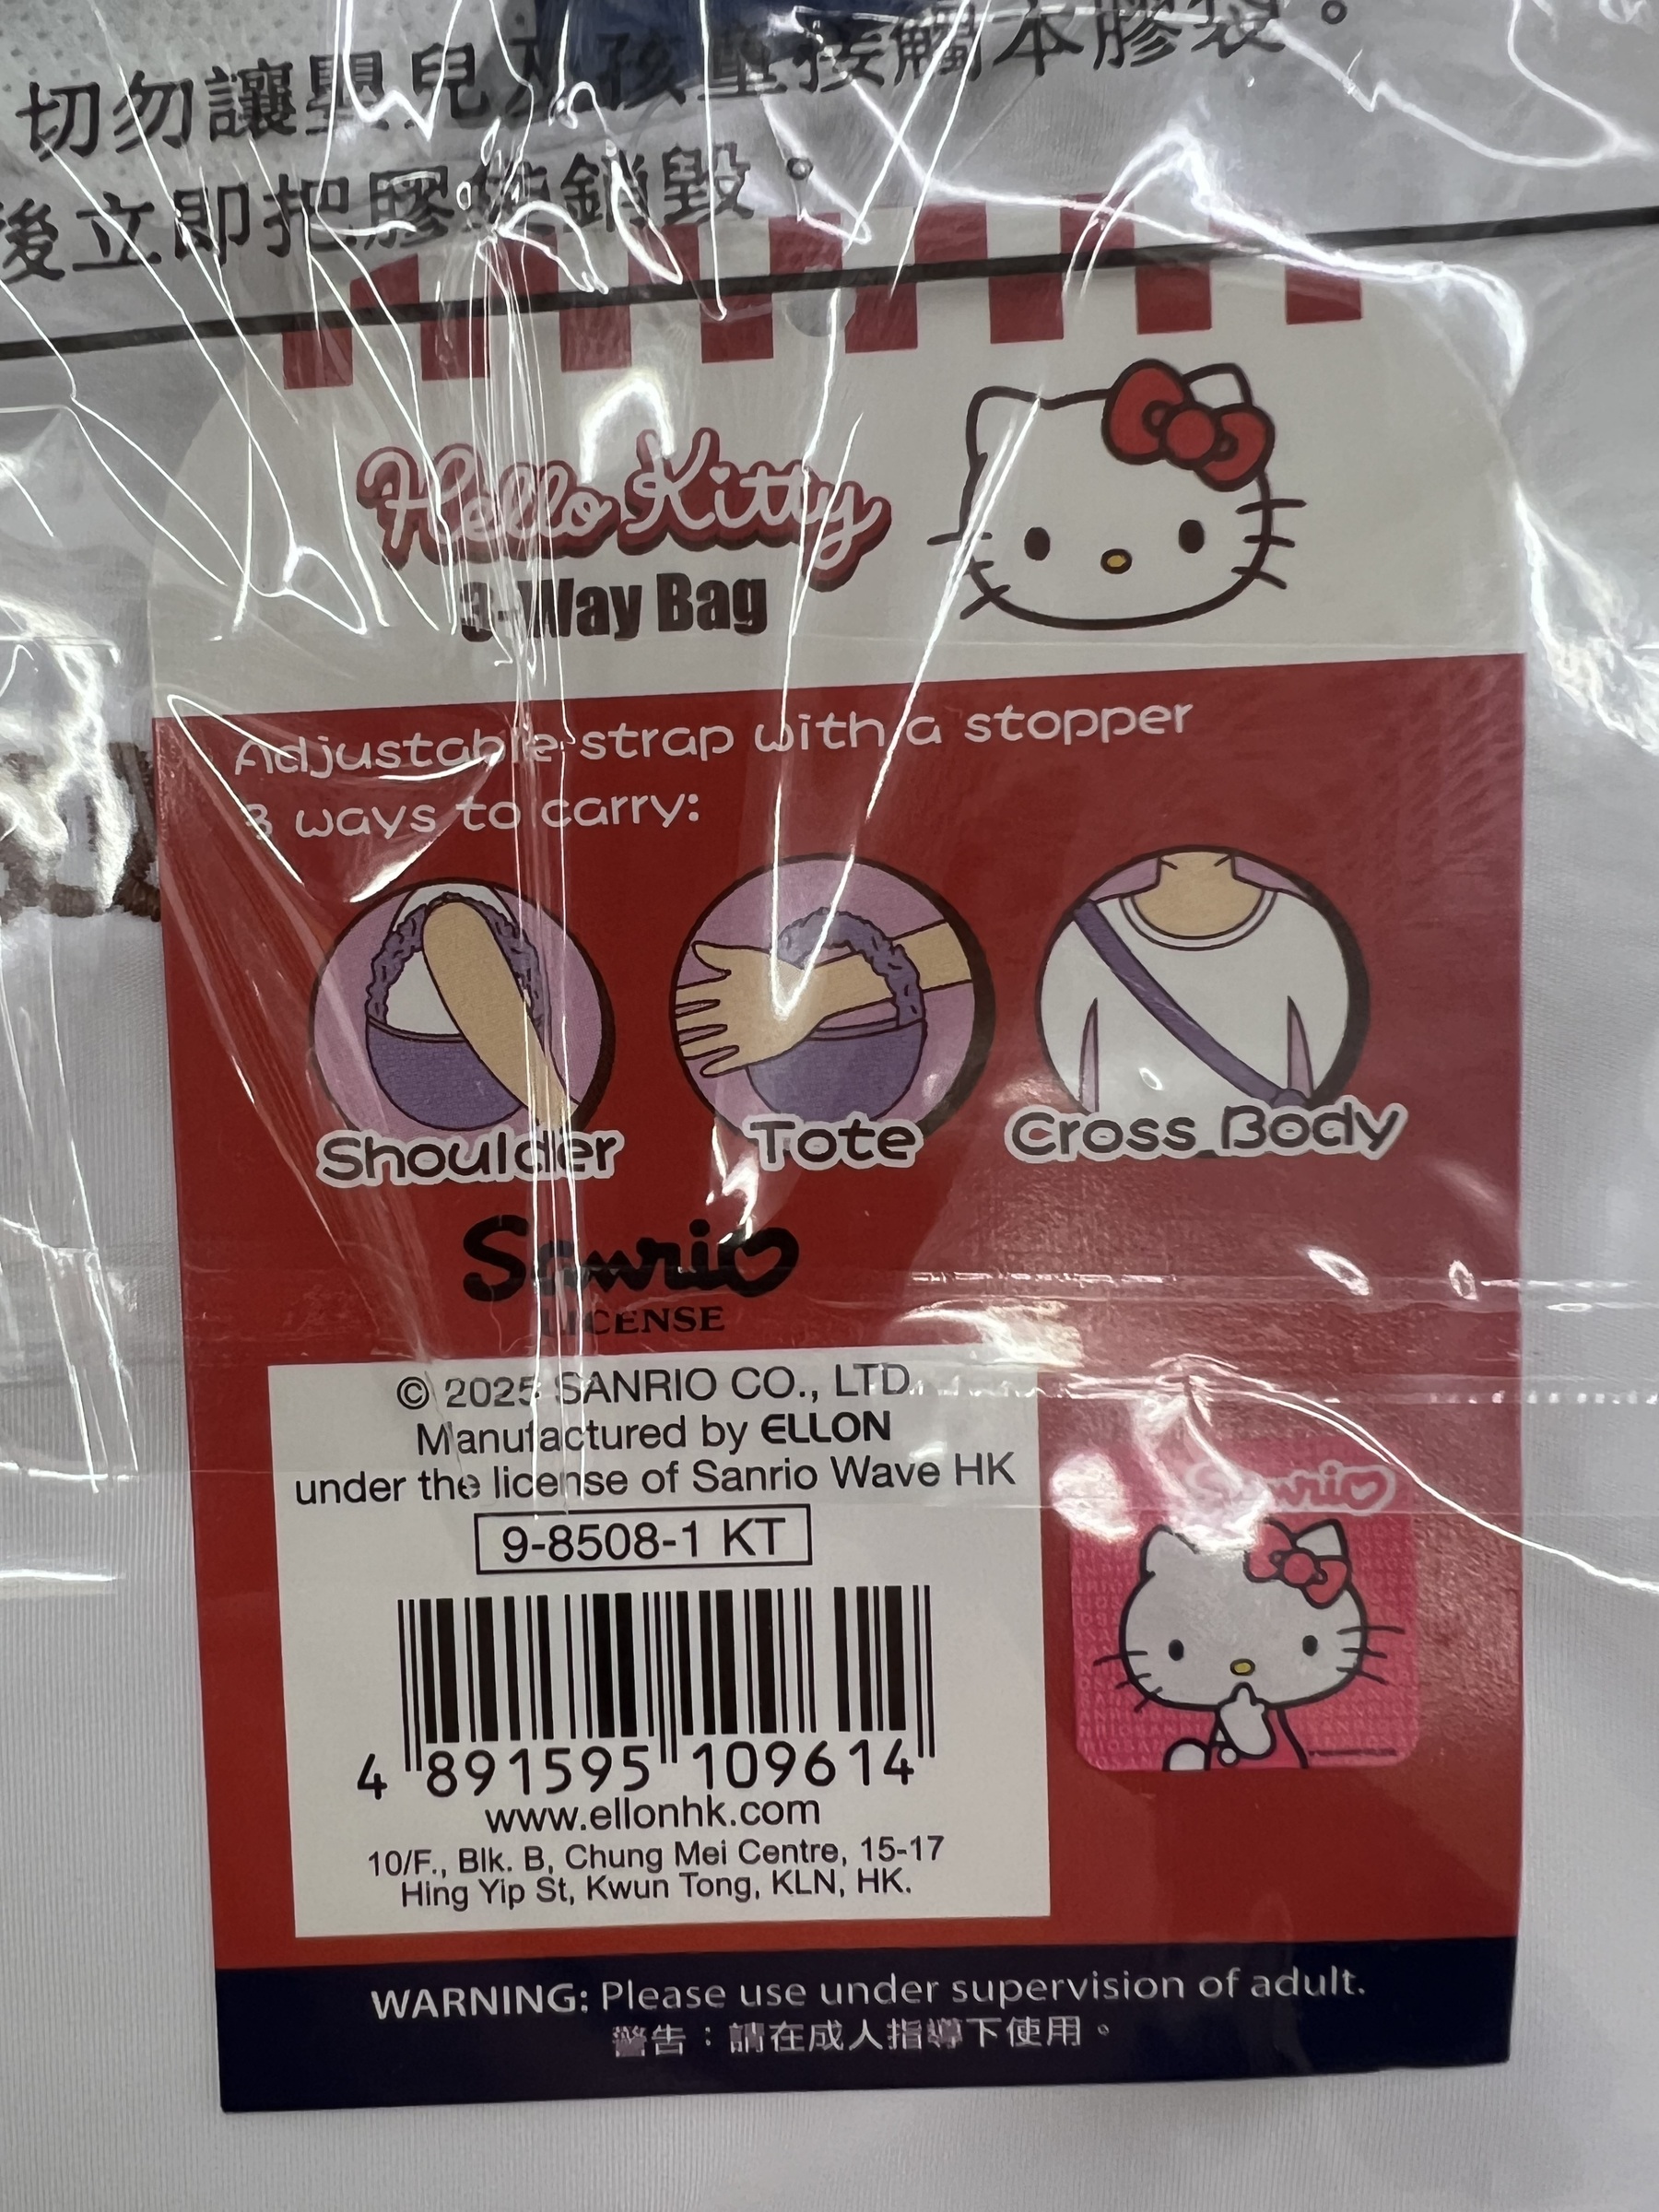 切勿讓嬰兒及孩童接觸本膠袋。
後立即把膠袋銷毀。
Hello Kitty
3-Way Bag
Adjustable strap with a stopper
3 ways to carry:
Shoulder Tote Cross Body
Sanrio
LICENSE
© 2025 SANRIO CO., LTD.
Manufactured by ELLON
under the license of Sanrio Wave HK
9-8508-1 KT
Sanrio
4 891595 109614
www.ellonhk.com
10/F., Blk. B, Chung Mei Centre, 15-17
Hing Yip St, Kwun Tong, KLN, HK.
WARNING: Please use under supervision of adult.
警告：請在成人指導下使用。